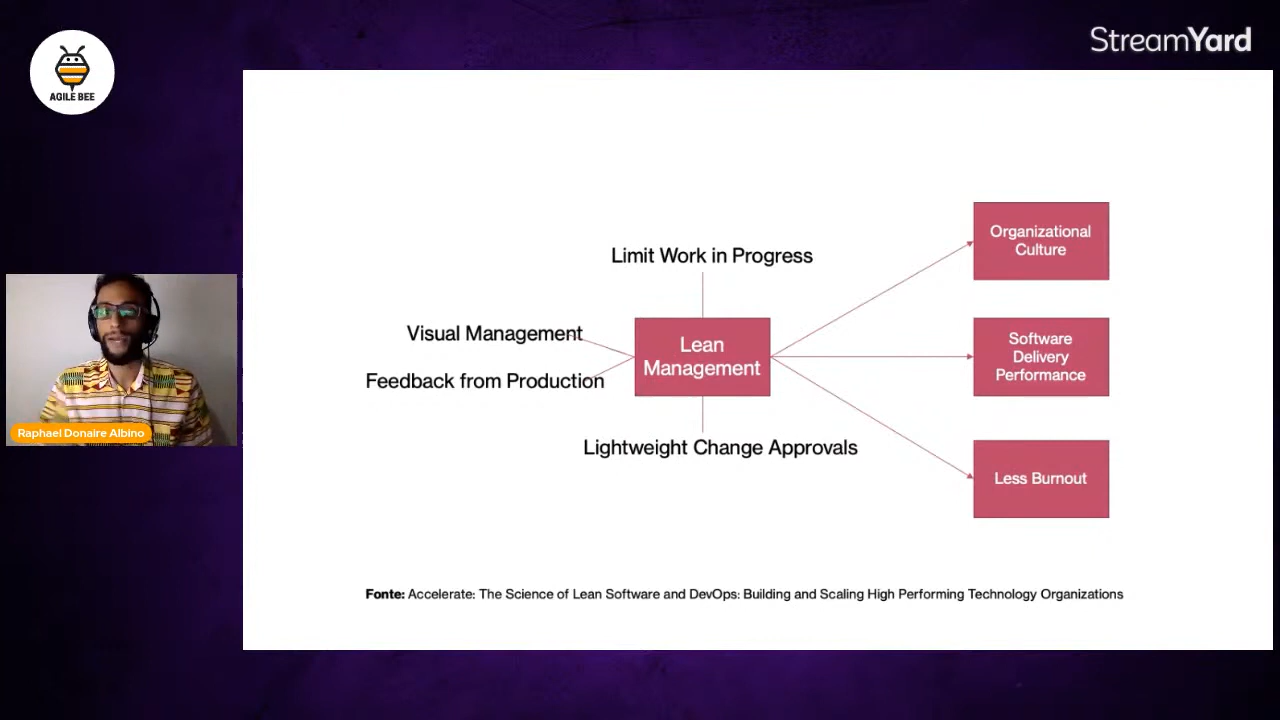 AGILE BEE
StreamYard
Organizational
Culture
Limit Work in Progress
Visual Management
Feedback from Production
Lean
Management
Software
Delivery
Performance
Lightweight Change Approvals
Less Burnout
Raphael Donaire Albino
Fonte: Accelerate: The Science of Lean Software and DevOps: Building and Scaling High Performing Technology Organizations